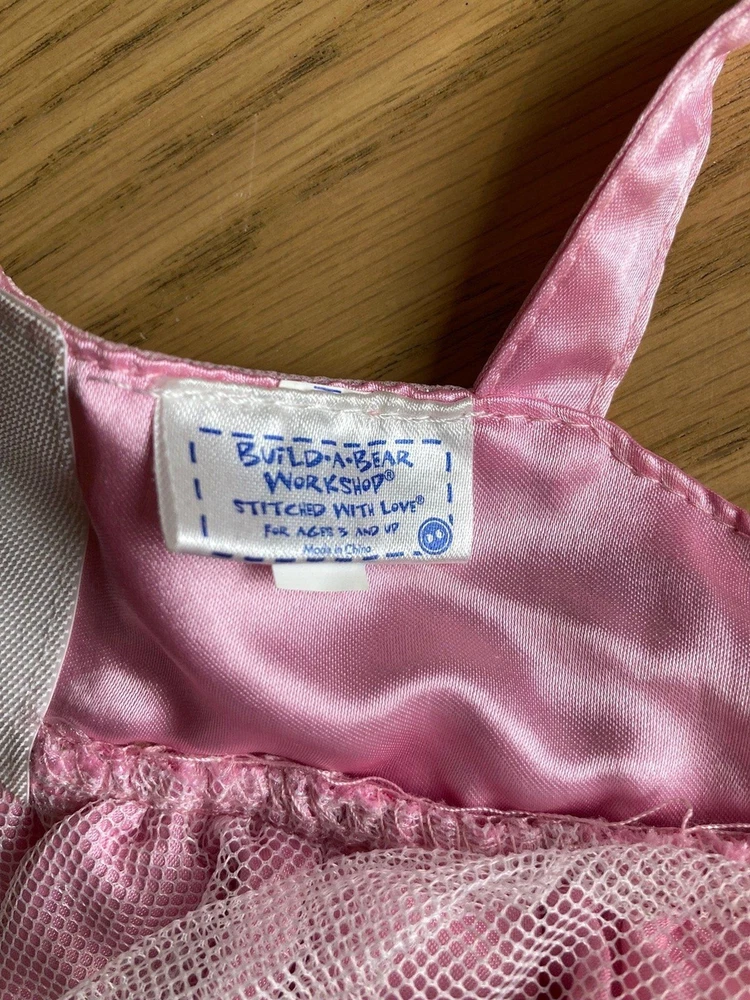 BUiLD•A•BEAR
WORKSHOP®
STITCHED WITH LOVE®
FOR AGES 3 AND UP
Made in China